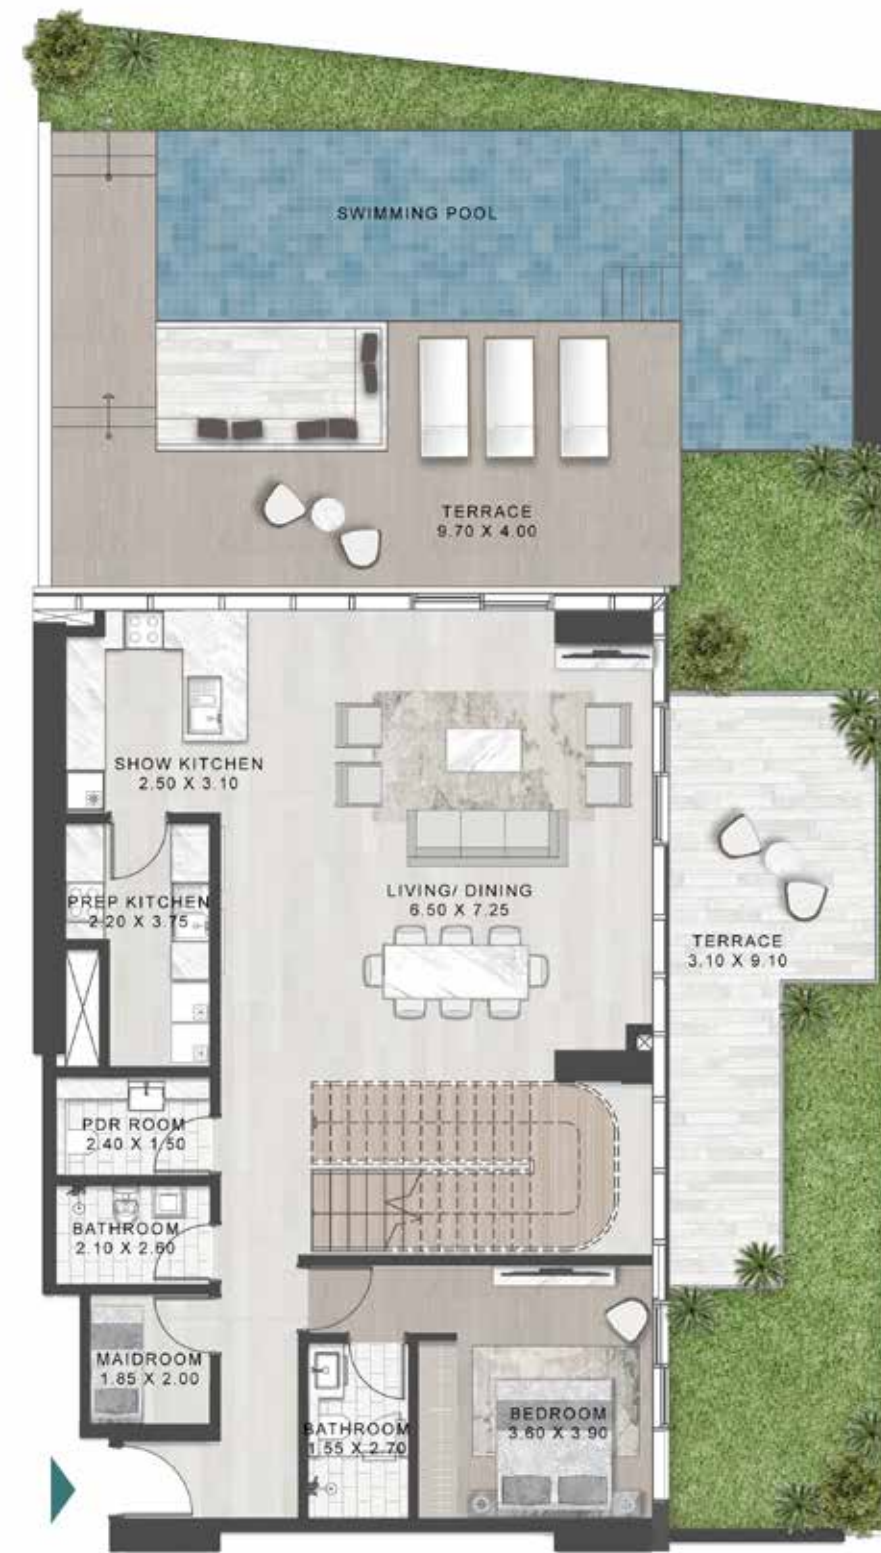 SWIMMING POOL
TERRACE
9.70 X 4.00
SHOW KITCHEN
2.50 X 3.10
LIVING/ DINING
6.50 X 7.25
PREP KITCHEN
2.20 X 3.75
TERRACE
3.10 X 9.10
PDR ROOM
2.40 X 1.50
BATHROOM
2.10 X 2.60
MAIDROOM
1.85 X 2.00
BATHROOM
1.55 X 2.70
BEDROOM
3.60 X 3.90